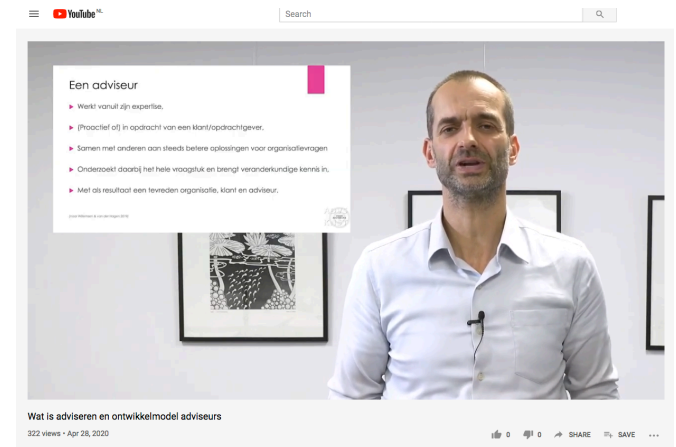 YouTube NL
Search
Een adviseur
Werkt vanuit zijn expertise.
(Proactief of) in opdracht van een klant/opdrachtgever.
Samen met anderen aan steeds betere oplossingen voor organisatievragen
Onderzoekt daarbij het hele vraagstuk en brengt veranderkundige kennis in.
Met als resultaat een tevreden organisatie, klant en adviseur.
Wat is adviseren en ontwikkelmodel adviseurs
322 views • Apr 28, 2020
0
0
SHARE
SAVE